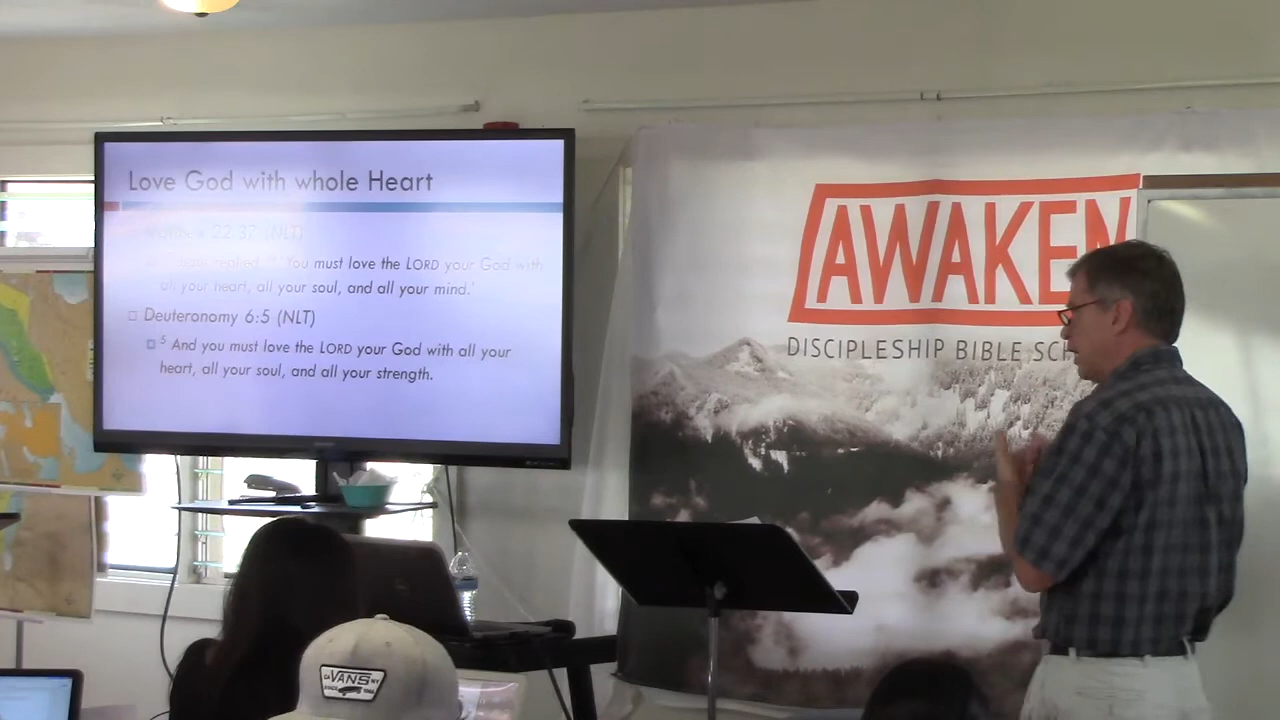 Love God with whole Heart
Matthew 22:37 (NLT)
Jesus replied, "'You must love the LORD your God with
all your heart, all your soul, and all your mind.'
Deuteronomy 6:5 (NLT)
5 And you must love the LORD your God with all your
heart, all your soul, and all your strength.
AWAKEN
DISCIPLESHIP BIBLE SCH
VANS